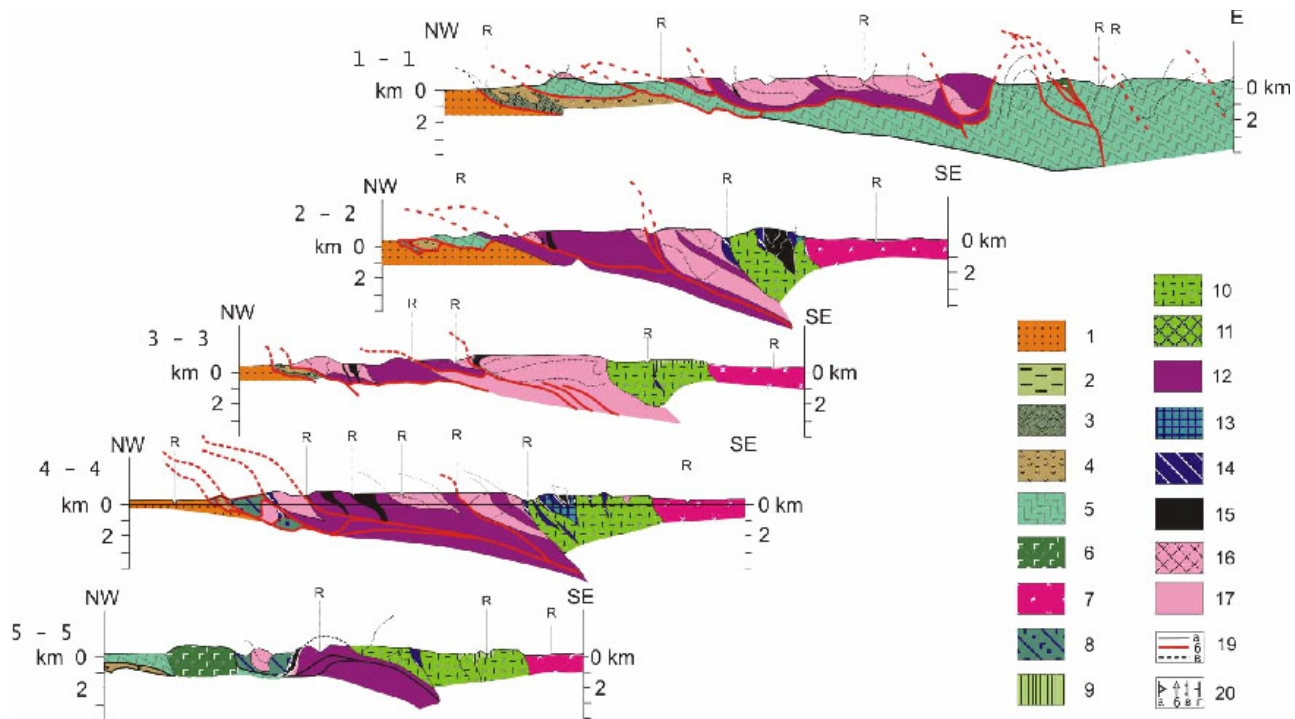 NW R R R R R E
1 – 1
km 0 0 km
2 2
NW R R R SE
2 – 2
km 0 0 km
2 2
NW R R R R SE
3 – 3
km 0 0 km
2 2
NW R R R R R R R SE
4 – 4
km 0 0 km
2 2
NW R R R SE
5 – 5
km 0 0 km
2 2
1
2
3
4
5
6
7
8
9
10
11
12
13
14
15
16
17
а
б
в
19
а б в г
20